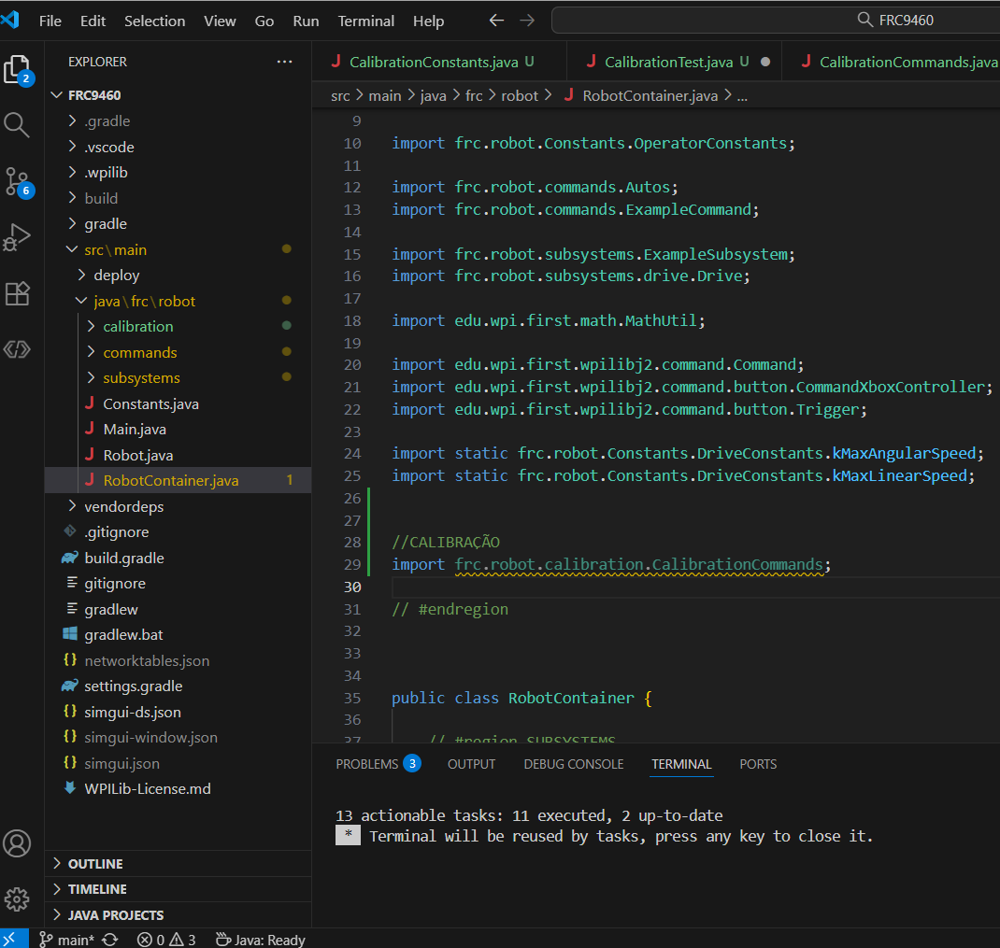 File Edit Selection View Go Run Terminal Help FRC9460
2
6
EXPLORER ...
FRC9460
.gradle
.vscode
.wpilib
build
gradle
src\main
deploy
java\frc\robot
calibration
commands
subsystems
J Constants.java
J Main.java
J Robot.java
J RobotContainer.java 1
vendordeps
.gitignore
build.gradle
gitignore
gradlew
gradlew.bat
{} networktables.json
settings.gradle
{} simgui-ds.json
{} simgui-window.json
{} simgui.json
WPILib-License.md
OUTLINE
TIMELINE
JAVA PROJECTS
J CalibrationConstants.java U J CalibrationTest.java U J CalibrationCommands.java
src > main > java > frc > robot > J RobotContainer.java > ...
9
10 import frc.robot.Constants.OperatorConstants;
11
12 import frc.robot.commands.Autos;
13 import frc.robot.commands.ExampleCommand;
14
15 import frc.robot.subsystems.ExampleSubsystem;
16 import frc.robot.subsystems.drive.Drive;
17
18 import edu.wpi.first.math.MathUtil;
19
20 import edu.wpi.first.wpilibj2.command.Command;
21 import edu.wpi.first.wpilibj2.command.button.CommandXboxController;
22 import edu.wpi.first.wpilibj2.command.button.Trigger;
23
24 import static frc.robot.Constants.DriveConstants.kMaxAngularSpeed;
25 import static frc.robot.Constants.DriveConstants.kMaxLinearSpeed;
26
27
28 //CALIBRAÇÃO
29 import frc.robot.calibration.CalibrationCommands;
30
31 // #endregion
32
33
34
35 public class RobotContainer {
36
37 // #region SUBSYSTEMS
PROBLEMS 3 OUTPUT DEBUG CONSOLE TERMINAL PORTS
13 actionable tasks: 11 executed, 2 up-to-date
* Terminal will be reused by tasks, press any key to close it.
main* 0 3 Java: Ready